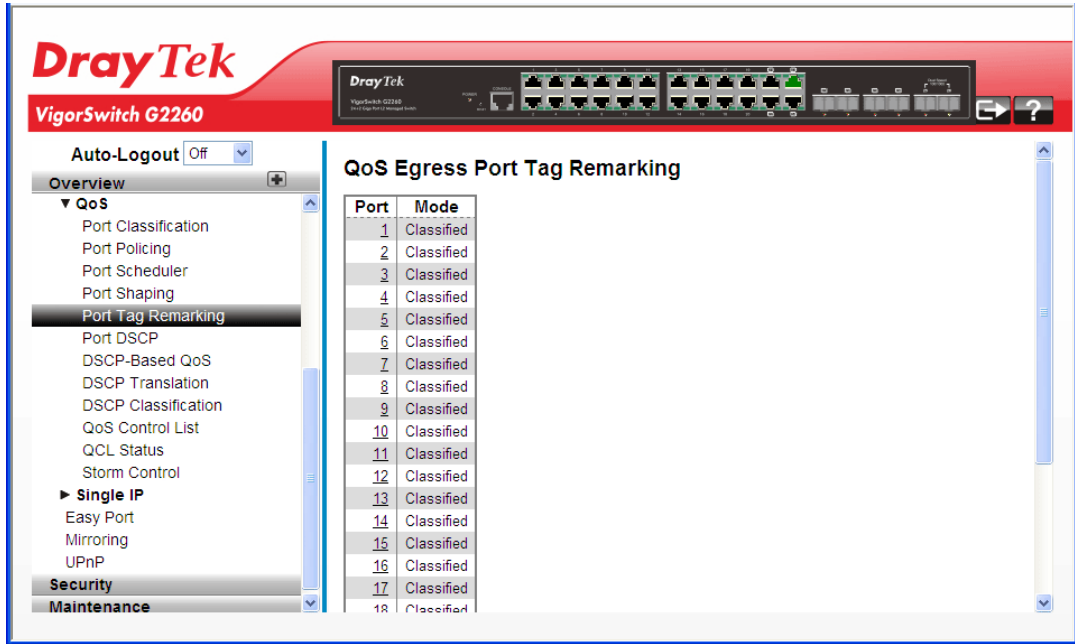 DrayTek
VigorSwitch G2260
DrayTek
VigorSwitch G2260
POWER
CONSOLE
?
Auto-Logout Off
Overview
▼ QoS
Port Classification
Port Policing
Port Scheduler
Port Shaping
Port Tag Remarking
Port DSCP
DSCP-Based QoS
DSCP Translation
DSCP Classification
QoS Control List
QCL Status
Storm Control
► Single IP
Easy Port
Mirroring
UPnP
Security
Maintenance
QoS Egress Port Tag Remarking
Port Mode
1 Classified
2 Classified
3 Classified
4 Classified
5 Classified
6 Classified
7 Classified
8 Classified
9 Classified
10 Classified
11 Classified
12 Classified
13 Classified
14 Classified
15 Classified
16 Classified
17 Classified
18 Classified